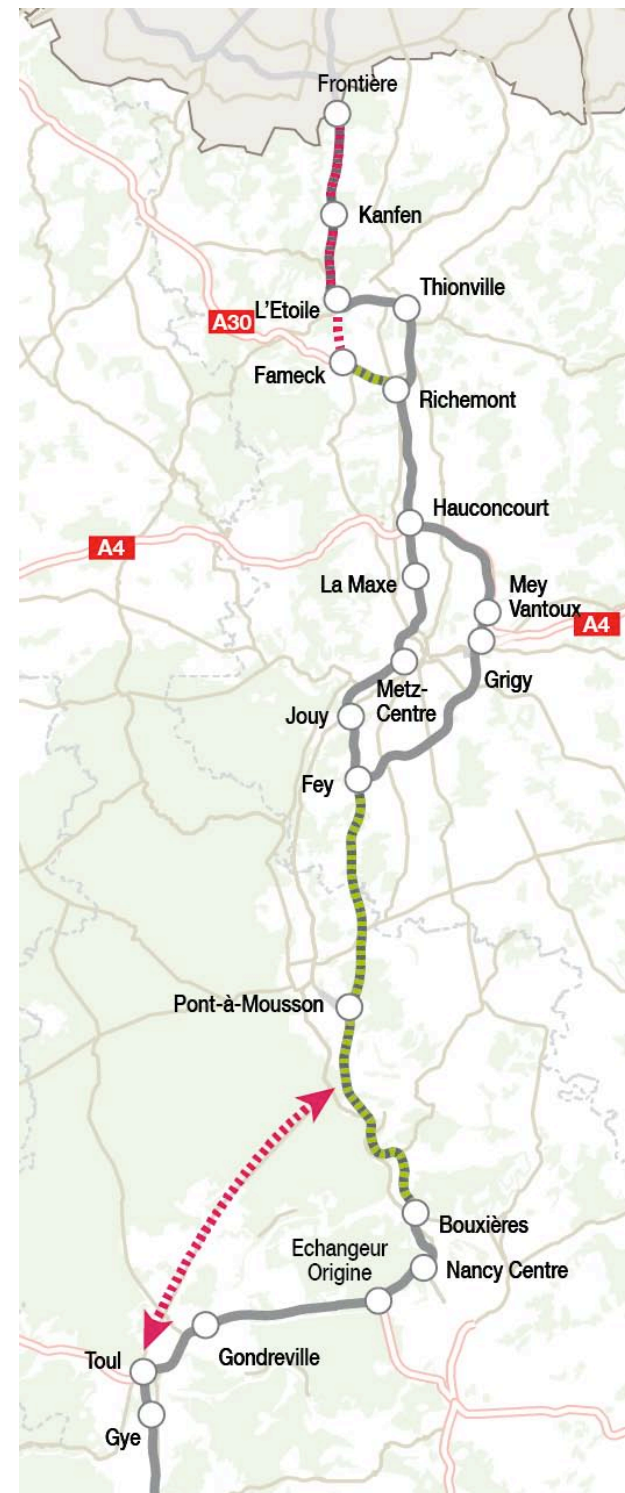 Frontière
Kanfen
L'Etoile
Thionville
A30
Fameck
Richemont
Hauconcourt
A4
La Maxe
Mey
Vantoux
A4
Grigy
Metz-
Centre
Jouy
Fey
Pont-à-Mousson
Bouxières
Echangeur
Origine
Nancy Centre
Gondreville
Toul
Gye